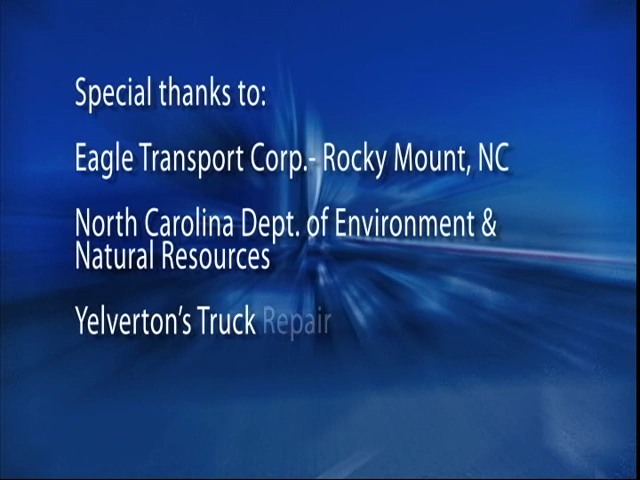 Special thanks to:
Eagle Transport Corp.- Rocky Mount, NC
North Carolina Dept. of Environment &
Natural Resources
Yelverton's Truck Repair